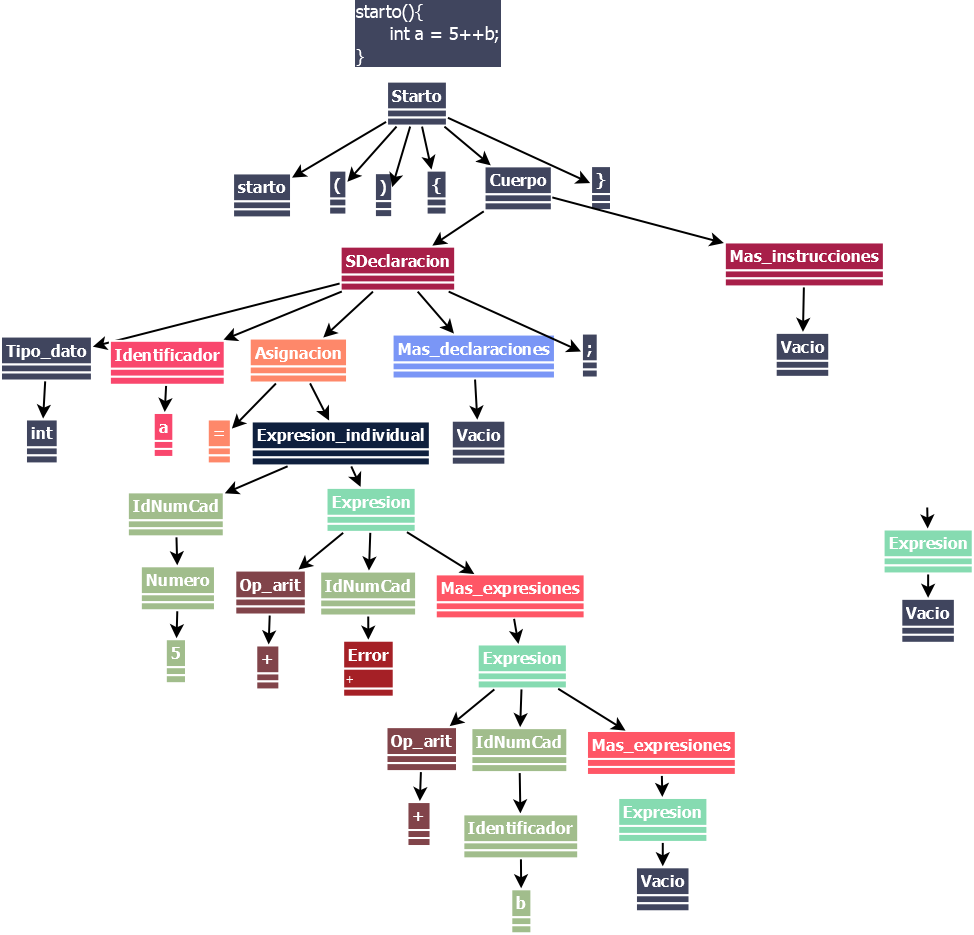 starto(){
int a = 5++b;
}
Starto
starto
(
)
{
Cuerpo
}
SDeclaracion
Mas_instrucciones
Tipo_dato
Identificador
Asignacion
Mas_declaraciones
;
Vacio
int
a
=
Expresion_individual
Vacio
IdNumCad
Expresion
Expresion
Numero
Op_arit
IdNumCad
Mas_expresiones
Vacio
5
+
Error
+
Expresion
Op_arit
IdNumCad
Mas_expresiones
+
Identificador
Expresion
b
Vacio